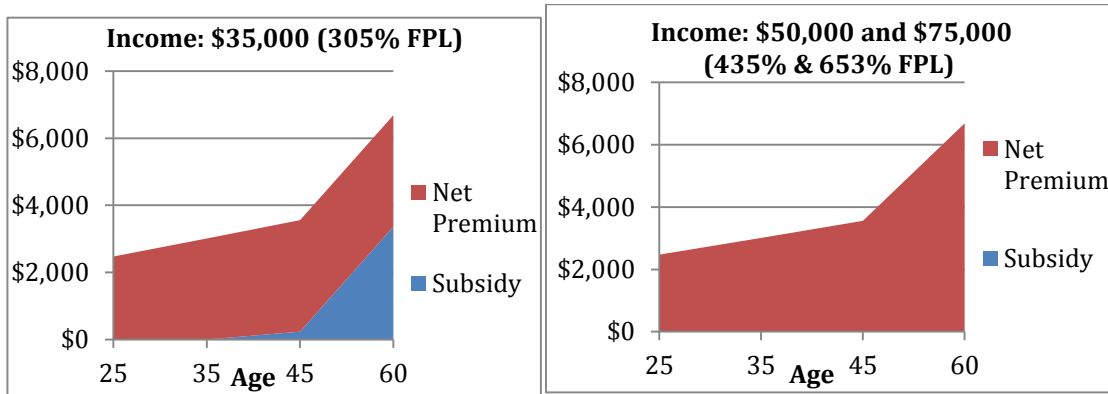 Income: $35,000 (305% FPL)
$8,000
$6,000
$4,000
$2,000
$0
25
35
45
60
Age
Net
Premium
Subsidy
Income: $50,000 and $75,000
(435% & 653% FPL)
$8,000
$6,000
$4,000
$2,000
$0
25
35
45
60
Age
Net
Premium
Subsidy